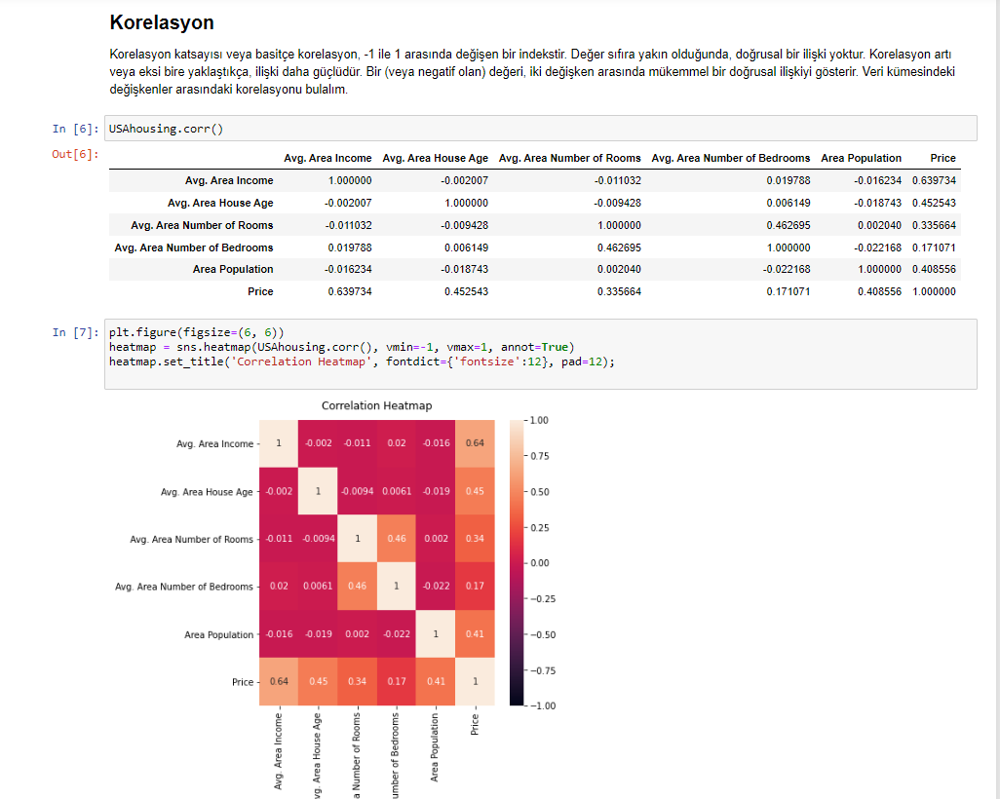 Korelasyon
Korelasyon katsayısı veya basitçe korelasyon, -1 ile 1 arasında değişen bir indekstir. Değer sıfıra yakın olduğunda, doğrusal bir ilişki yoktur. Korelasyon artı
veya eksi bire yaklaştıkça, ilişki daha güçlüdür. Bir (veya negatif olan) değeri, iki değişken arasında mükemmel bir doğrusal ilişkiyi gösterir. Veri kümesindeki
değişkenler arasındaki korelasyonu bulalım.
In [6]: USAhousing.corr()
Out[6]:
Avg. Area Income Avg. Area House Age Avg. Area Number of Rooms Avg. Area Number of Bedrooms Area Population Price
Avg. Area Income 1.000000 -0.002007 -0.011032 0.019788 -0.016234 0.639734
Avg. Area House Age -0.002007 1.000000 -0.009428 0.006149 -0.018743 0.452543
Avg. Area Number of Rooms -0.011032 -0.009428 1.000000 0.462695 0.002040 0.335664
Avg. Area Number of Bedrooms 0.019788 0.006149 0.462695 1.000000 -0.022168 0.171071
Area Population -0.016234 -0.018743 0.002040 -0.022168 1.000000 0.408556
Price 0.639734 0.452543 0.335664 0.171071 0.408556 1.000000
In [7]: plt.figure(figsize=(6, 6))
heatmap = sns.heatmap(USAhousing.corr(), vmin=-1, vmax=1, annot=True)
heatmap.set_title('Correlation Heatmap', fontdict={'fontsize':12}, pad=12);
Correlation Heatmap
Avg. Area Income 1 -0.002 -0.011 0.02 -0.016 0.64
Avg. Area House Age -0.002 1 -0.0094 0.0061 -0.019 0.45
Avg. Area Number of Rooms -0.011 -0.0094 1 0.46 0.002 0.34
Avg. Area Number of Bedrooms 0.02 0.0061 0.46 1 -0.022 0.17
Area Population -0.016 -0.019 0.002 -0.022 1 0.41
Price 0.64 0.45 0.34 0.17 0.41 1
Avg. Area Income
vg. Area House Age
a Number of Rooms
umber of Bedrooms
Area Population
Price
1.00
0.75
0.50
0.25
0.00
-0.25
-0.50
-0.75
-1.00